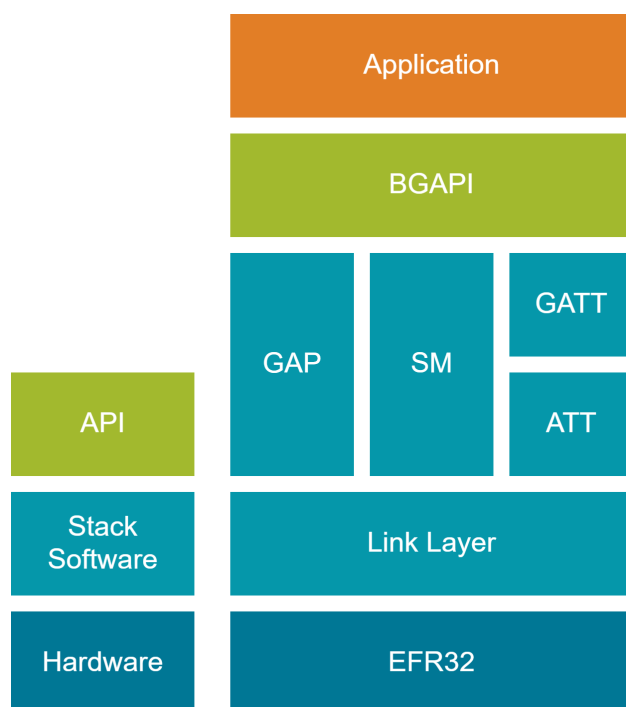 Application
BGAPI
GAP
SM
GATT
ATT
API
Stack
Software
Link Layer
Hardware
EFR32